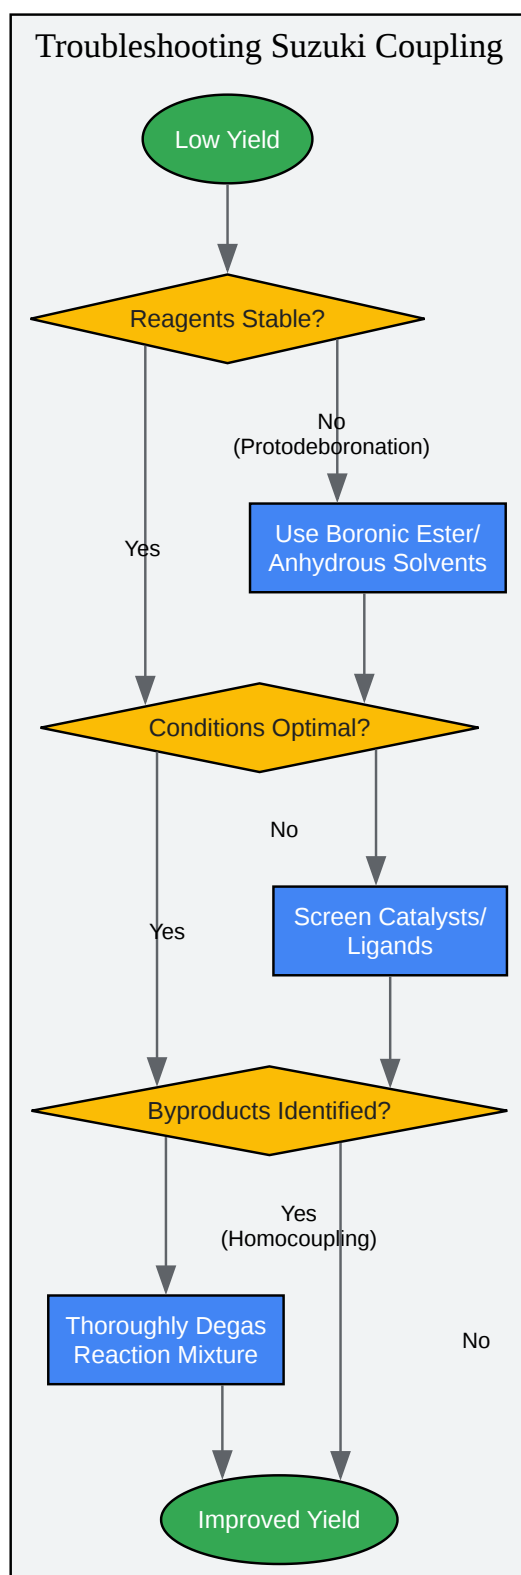 Troubleshooting Suzuki Coupling
Low Yield
Reagents Stable?
No
(Protodeboronation)
Use Boronic Ester/
Anhydrous Solvents
Yes
Conditions Optimal?
No
Screen Catalysts/
Ligands
Yes
Byproducts Identified?
Yes
(Homocoupling)
Thoroughly Degas
Reaction Mixture
No
Improved Yield